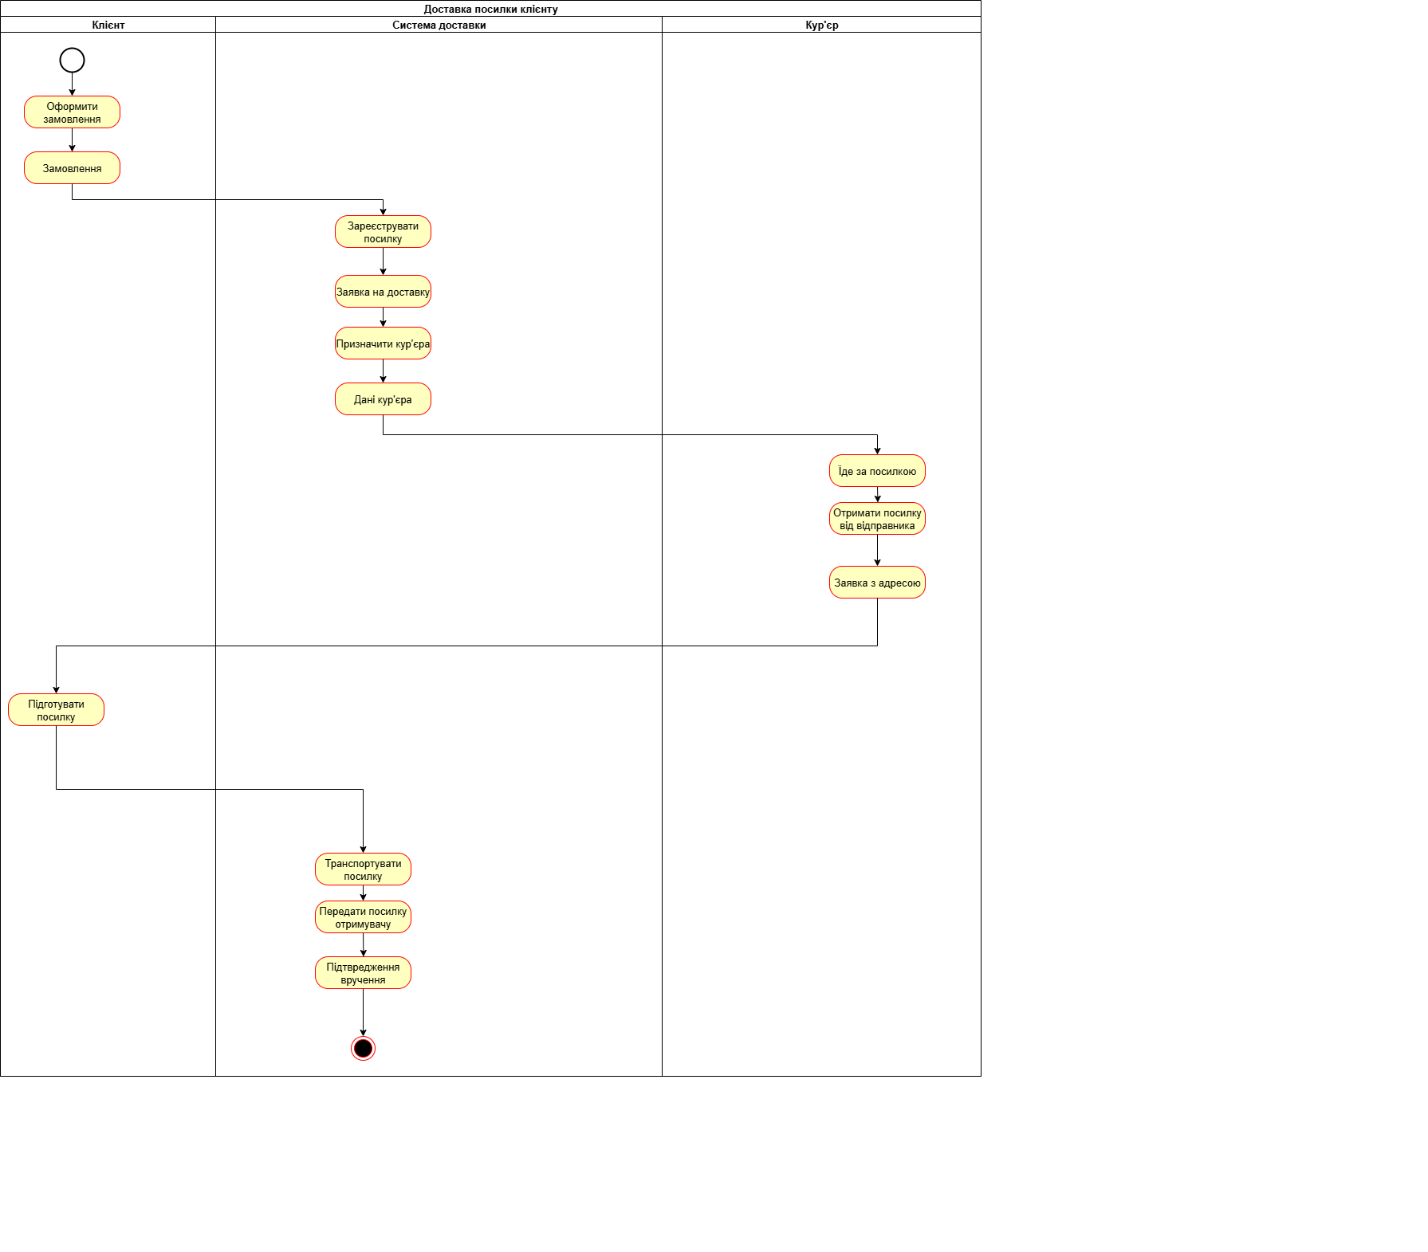 Доставка посилки клієнту
Клієнт
Система доставки
Кур'єр
Оформити
замовлення
Замовлення
Зареєструвати
посилку
Заявка на доставку
Призначити кур'єра
Дані кур'єра
Їде за посилкою
Отримати посилку
від відправника
Заявка з адресою
Підготувати
посилку
Транспортувати
посилку
Передати посилку
отримувачу
Підтвредження
вручення